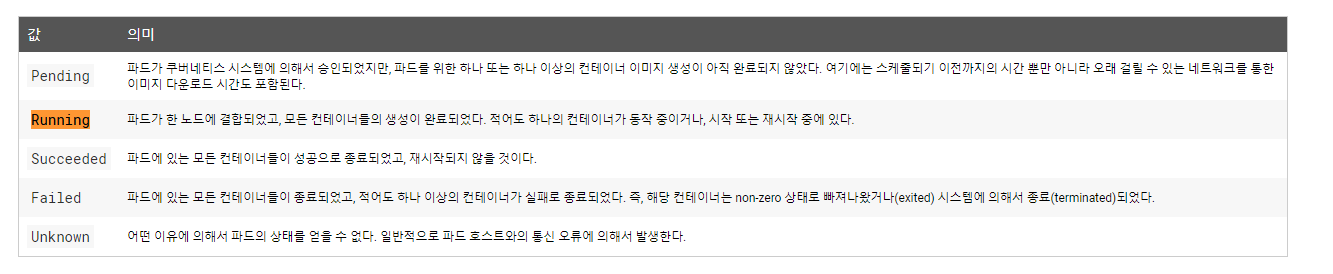 값 의미
Pending 파드가 쿠버네티스 시스템에 의해서 승인되었지만, 파드를 위한 하나 또는 하나 이상의 컨테이너 이미지 생성이 아직 완료되지 않았다. 여기에는 스케줄되기 이전까지의 시간 뿐만 아니라 오래 걸릴 수 있는 네트워크를 통한
이미지 다운로드 시간도 포함된다.
Running 파드가 한 노드에 결합되었고, 모든 컨테이너들의 생성이 완료되었다. 적어도 하나의 컨테이너가 동작 중이거나, 시작 또는 재시작 중에 있다.
Succeeded 파드에 있는 모든 컨테이너들이 성공으로 종료되었고, 재시작되지 않을 것이다.
Failed 파드에 있는 모든 컨테이너들이 종료되었고, 적어도 하나 이상의 컨테이너가 실패로 종료되었다. 즉, 해당 컨테이너는 non-zero 상태로 빠져나왔거나(exited) 시스템에 의해서 종료(terminated)되었다.
Unknown 어떤 이유에 의해서 파드의 상태를 얻을 수 없다. 일반적으로 파드 호스트와의 통신 오류에 의해서 발생한다.